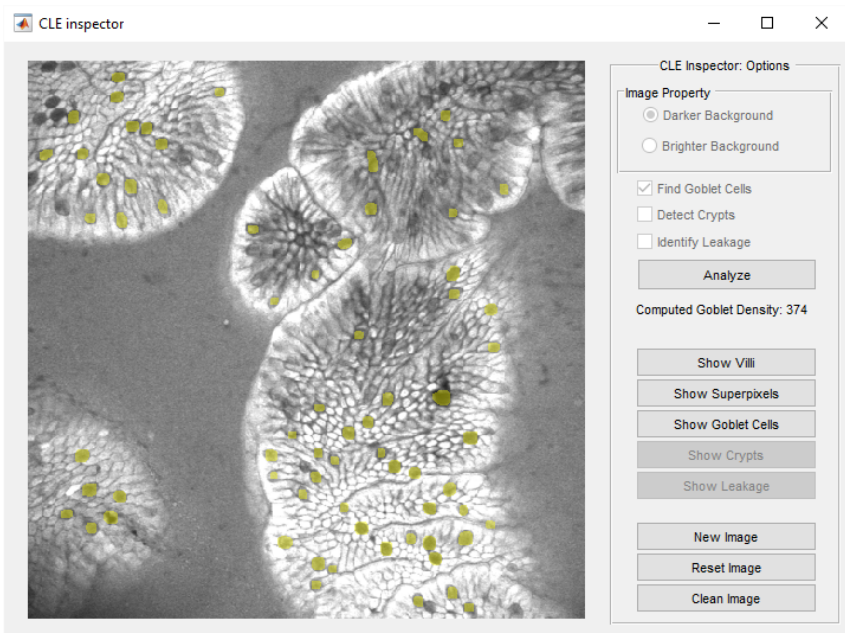 CLE inspector
CLE Inspector: Options
Image Property
Darker Background
Brighter Background
Find Goblet Cells
Detect Crypts
Identify Leakage
Analyze
Computed Goblet Density: 374
Show Villi
Show Superpixels
Show Goblet Cells
Show Crypts
Show Leakage
New Image
Reset Image
Clean Image